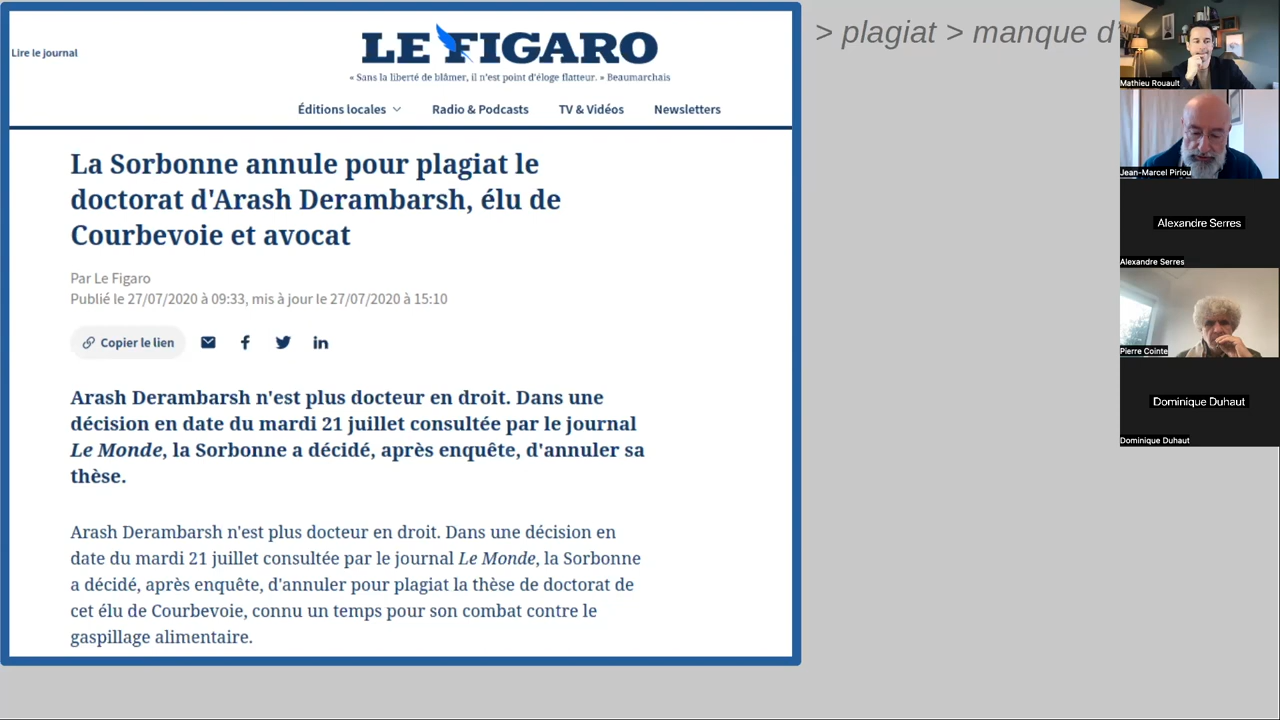 Lire le journal
LE FIGARO
« Sans la liberté de blâmer, il n'est point d'éloge flatteur. » Beaumarchais
Éditions locales
Radio & Podcasts
TV & Vidéos
Newsletters
La Sorbonne annule pour plagiat le
doctorat d'Arash Derambarsh, élu de
Courbevoie et avocat
Par Le Figaro
Publié le 27/07/2020 à 09:33, mis à jour le 27/07/2020 à 15:10
Copier le lien
Arash Derambarsh n'est plus docteur en droit. Dans une
décision en date du mardi 21 juillet consultée par le journal
Le Monde, la Sorbonne a décidé, après enquête, d'annuler sa
thèse.
Arash Derambarsh n'est plus docteur en droit. Dans une décision en
date du mardi 21 juillet consultée par le journal Le Monde, la Sorbonne
a décidé, après enquête, d'annuler pour plagiat la thèse de doctorat de
cet élu de Courbevoie, connu un temps pour son combat contre le
gaspillage alimentaire.
> plagiat > manque d'
Mathieu Rouault
Jean-Marcel Piriou
Alexandre Serres
Alexandre Serres
Pierre Cointe
Dominique Duhaut
Dominique Duhaut